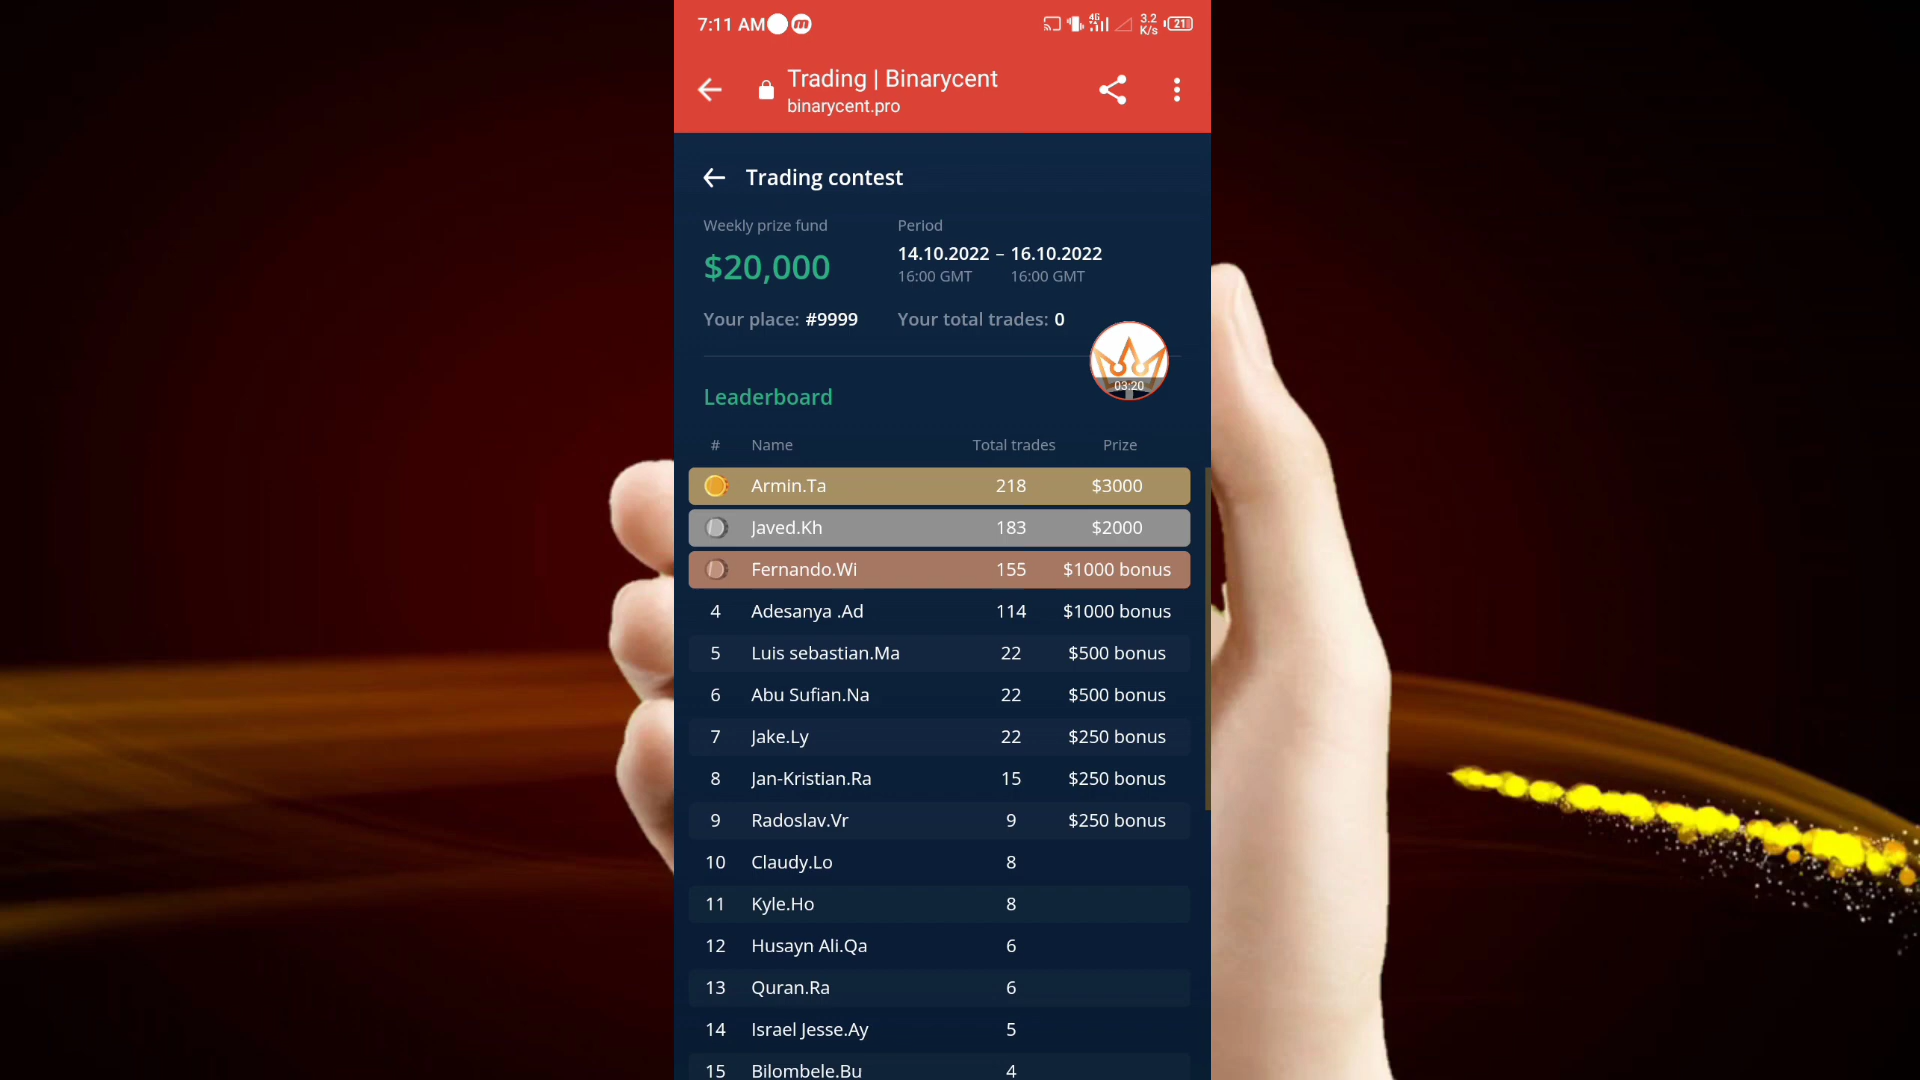 7:11 AM
4G
3.2
K/s
21
Trading | Binarycent
binarycent.pro
Trading contest
Weekly prize fund Period
$20,000 14.10.2022 – 16.10.2022
16:00 GMT 16:00 GMT
Your place: #9999 Your total trades: 0
03:20
Leaderboard
# Name Total trades Prize
Armin.Ta 218 $3000
Javed.Kh 183 $2000
Fernando.Wi 155 $1000 bonus
4 Adesanya .Ad 114 $1000 bonus
5 Luis sebastian.Ma 22 $500 bonus
6 Abu Sufian.Na 22 $500 bonus
7 Jake.Ly 22 $250 bonus
8 Jan-Kristian.Ra 15 $250 bonus
9 Radoslav.Vr 9 $250 bonus
10 Claudy.Lo 8
11 Kyle.Ho 8
12 Husayn Ali.Qa 6
13 Quran.Ra 6
14 Israel Jesse.Ay 5
15 Bilombele.Bu 4